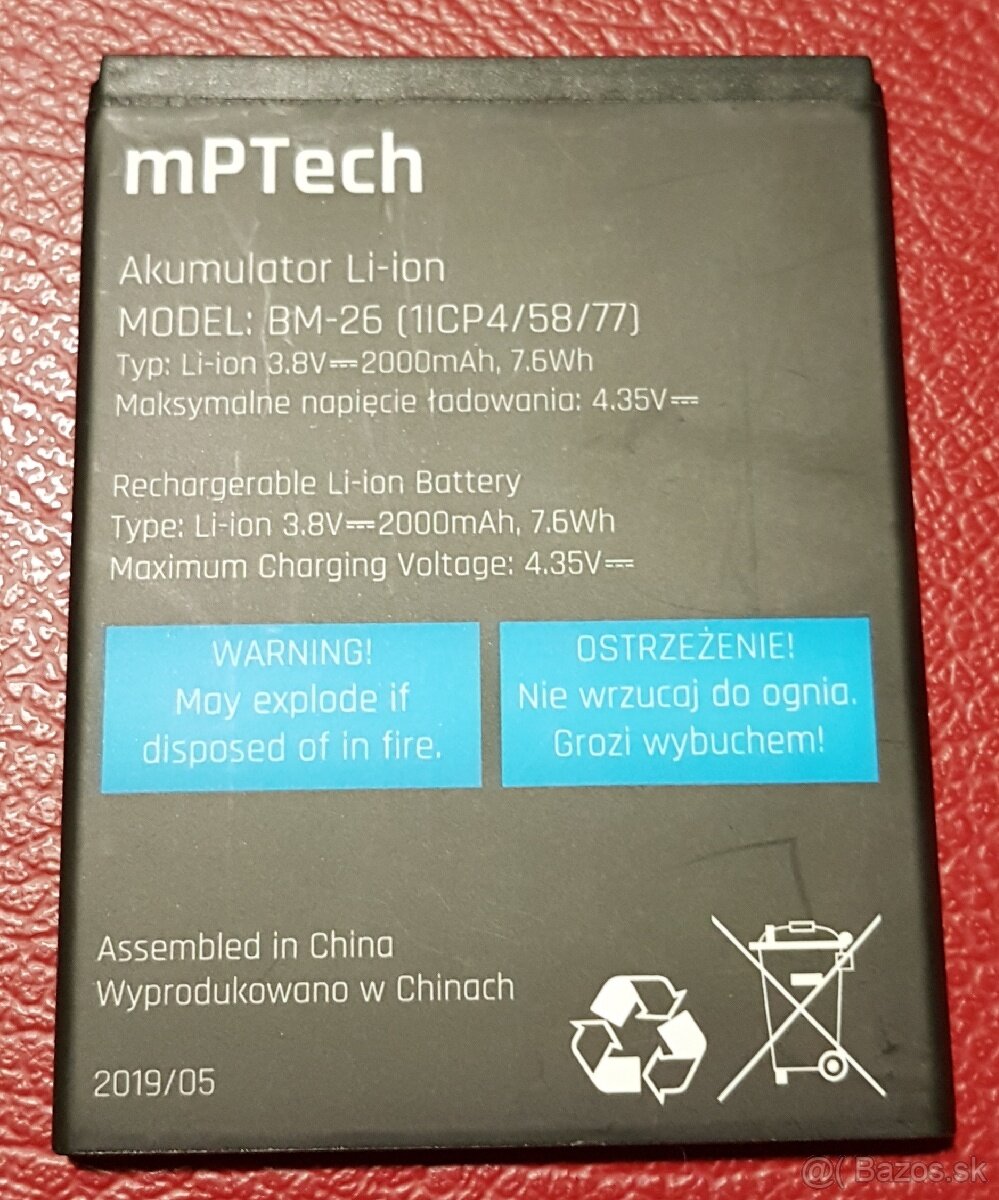 mPTech
Akumulator Li-ion
MODEL: BM-26 (1ICP4/58/77)
Typ: Li-ion 3.8V⎓2000mAh, 7.6Wh
Maksymalne napięcie ładowania: 4.35V⎓
Rechargerable Li-ion Battery
Type: Li-ion 3.8V⎓2000mAh, 7.6Wh
Maximum Charging Voltage: 4.35V⎓
WARNING!
May explode if
disposed of in fire.
OSTRZEŻENIE!
Nie wrzucaj do ognia.
Grozi wybuchem!
Assembled in China
Wyprodukowano w Chinach
2019/05
@( Bazos.sk